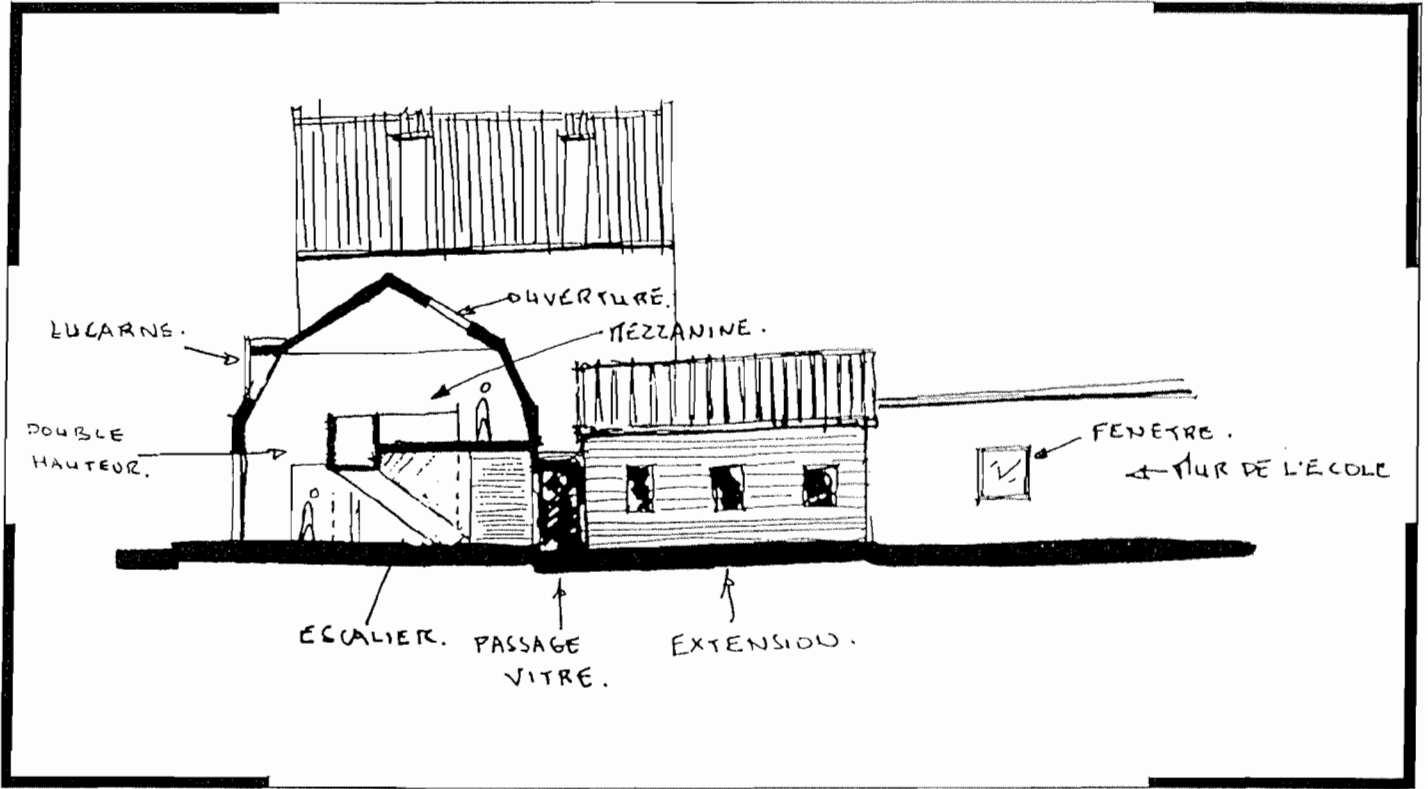 OUVERTURE.
LUCARNE.
MEZZANINE.
DOUBLE
HAUTEUR.
FENETRE.
MUR DE L'ECOLE
ESCALIER.
PASSAGE
VITRE.
EXTENSION.